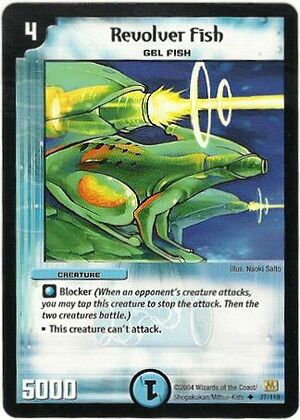 4
Revolver Fish
GEL FISH
Illus. Naoki Saito
CREATURE
Blocker (When an opponent's creature attacks,
you may tap this creature to stop the attack. Then the
two creatures battle.)
▪ This creature can't attack.
5000
1
©2004 Wizards of the Coast/
Shogakukan/Mitsui-Kids ♦ 37/110